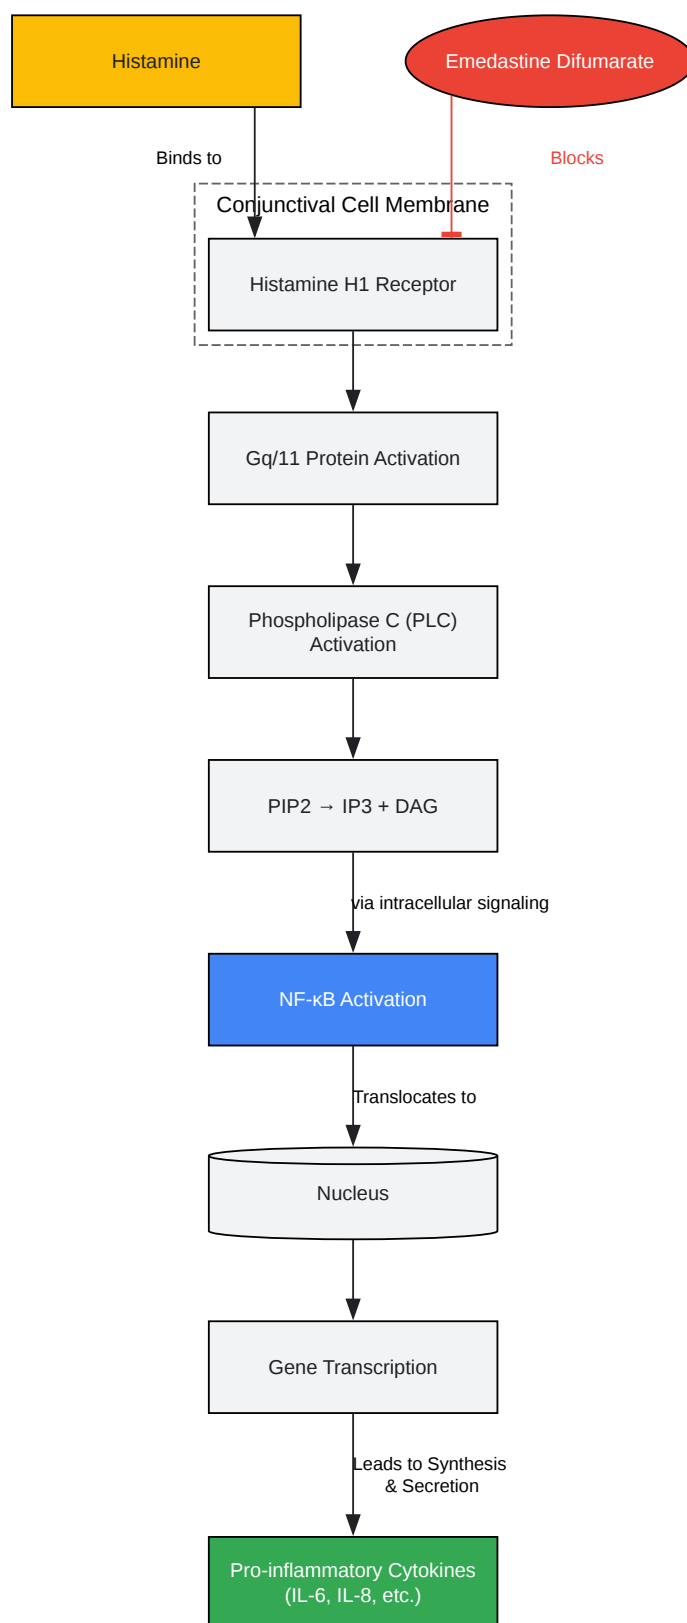 Histamine
Emedastine Difumarate
Binds to
Blocks
Conjunctival Cell Membrane
Histamine H1 Receptor
Gq/11 Protein Activation
Phospholipase C (PLC)
Activation
PIP2 → IP3 + DAG
via intracellular signaling
NF-κB Activation
Translocates to
Nucleus
Gene Transcription
Leads to Synthesis
& Secretion
Pro-inflammatory Cytokines
(IL-6, IL-8, etc.)